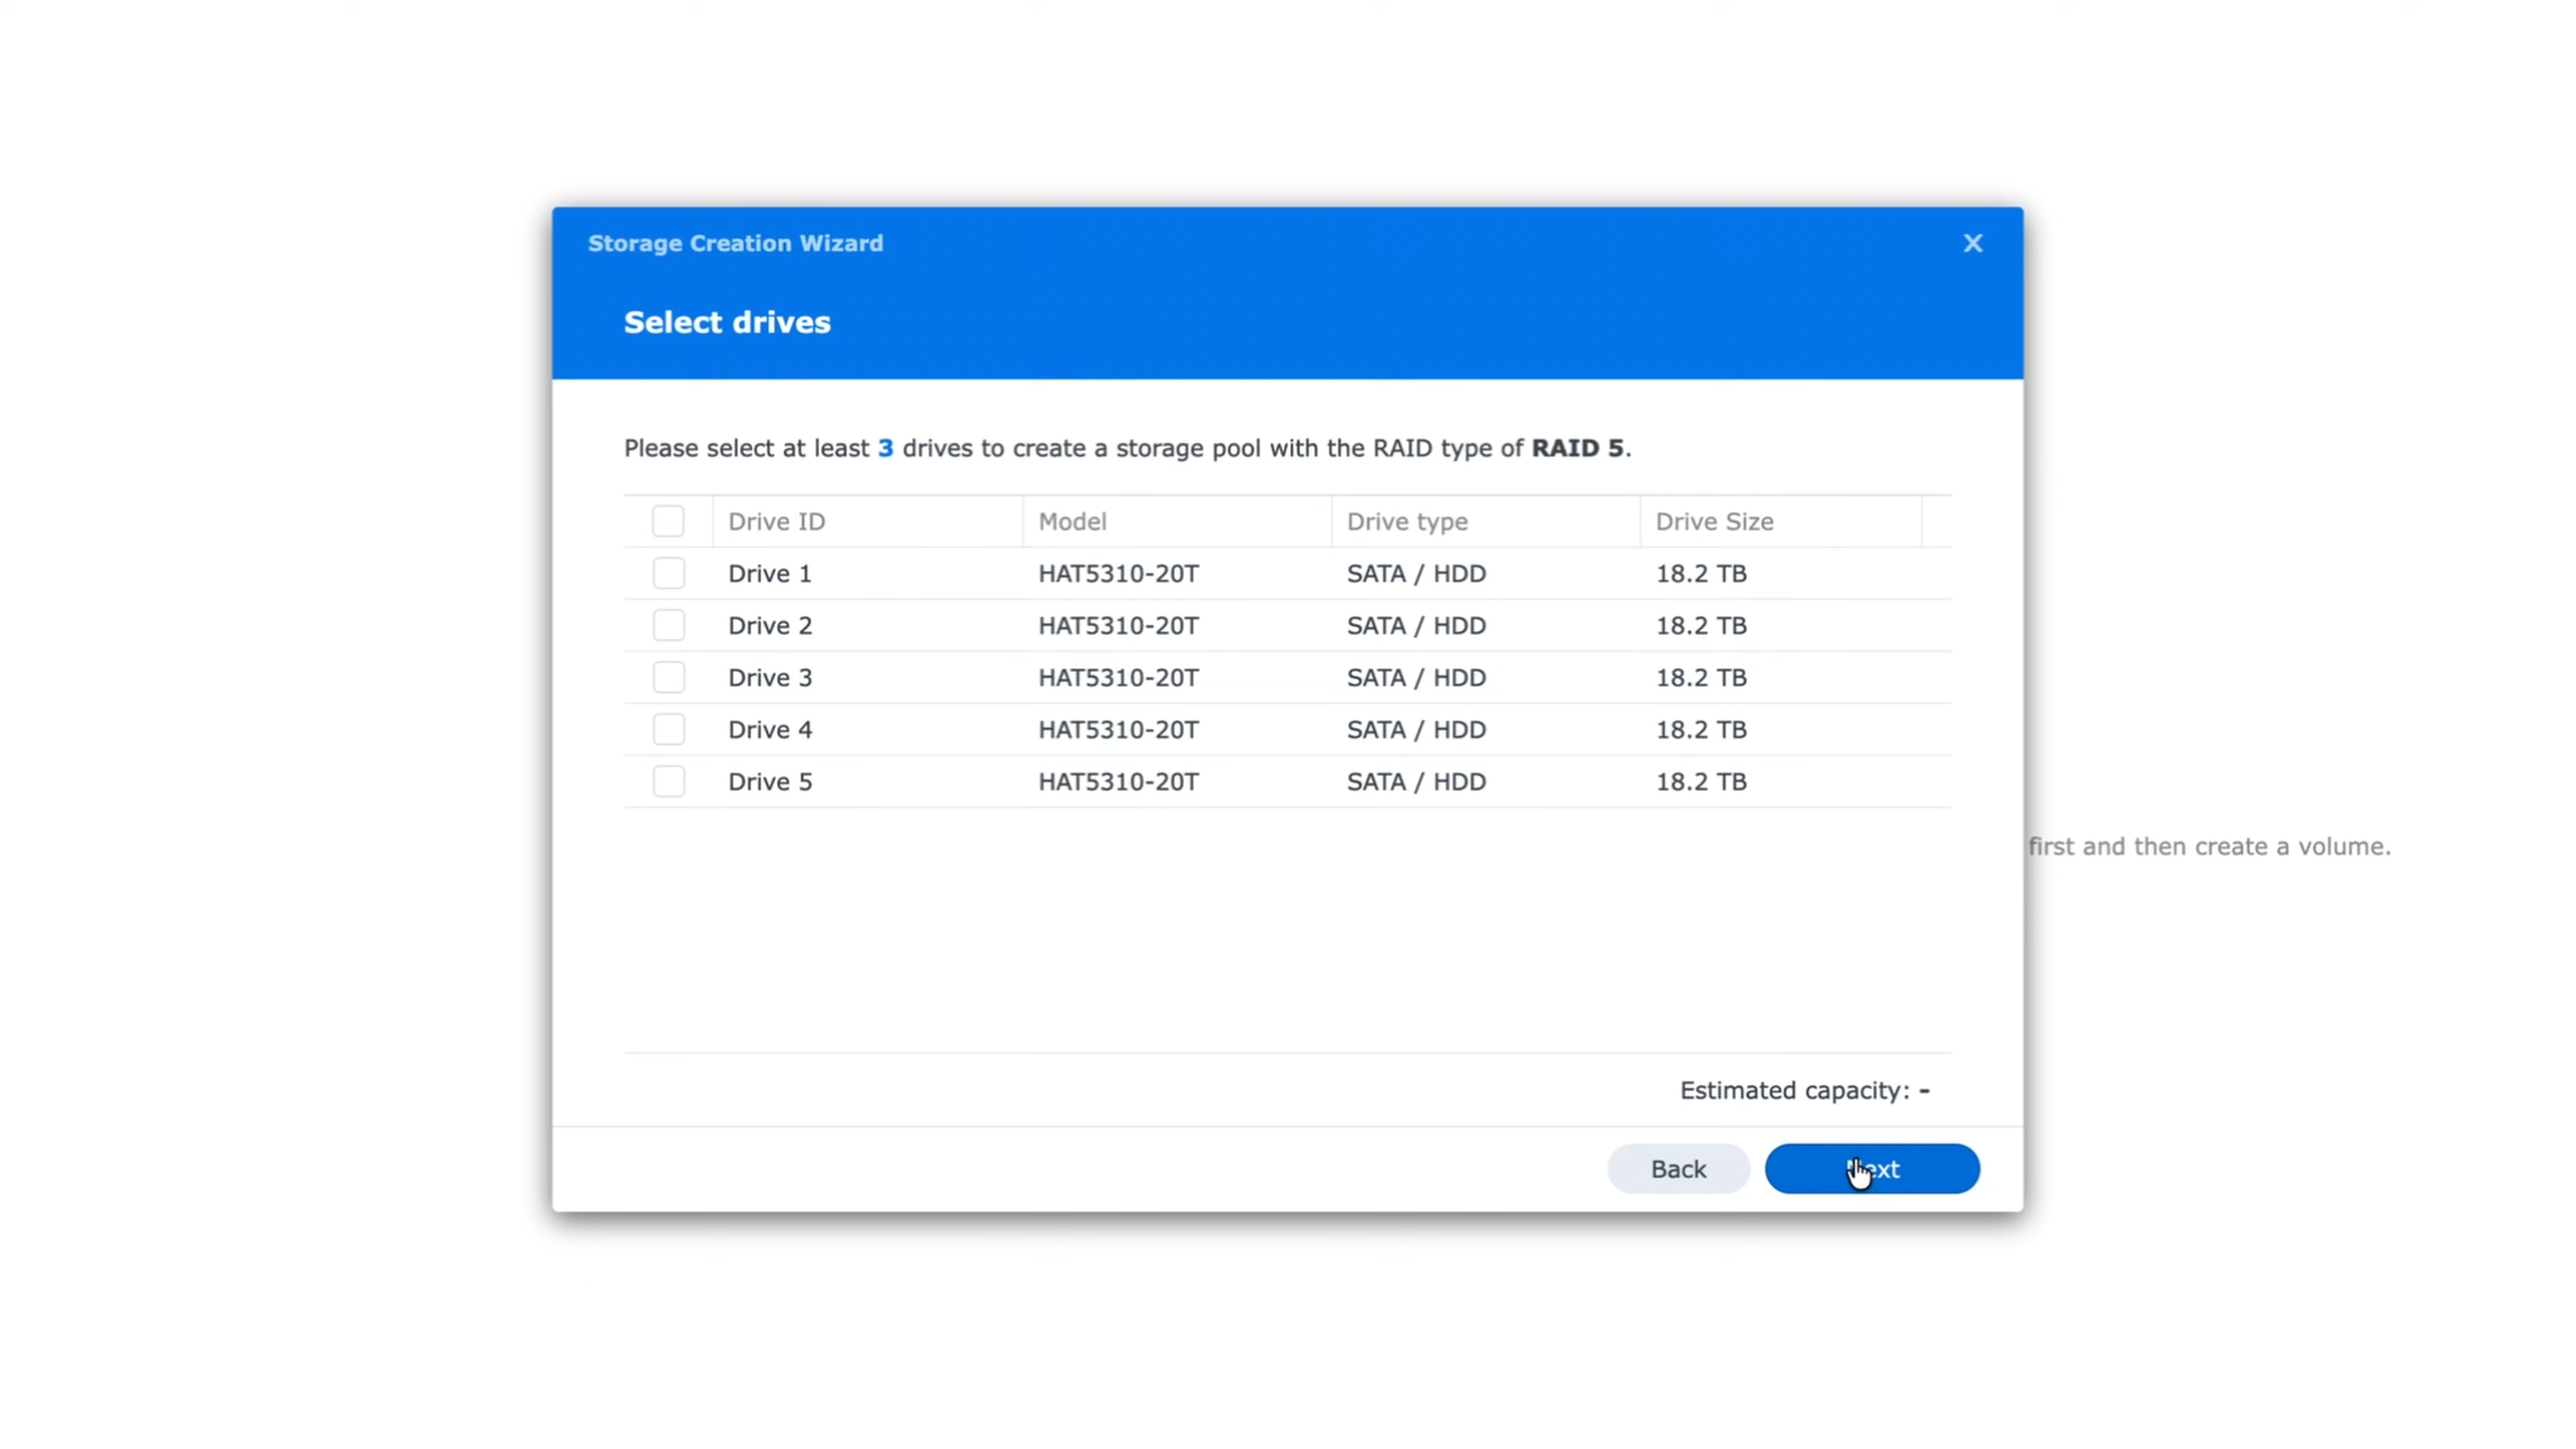 Storage Creation Wizard
Select drives
Please select at least 3 drives to create a storage pool with the RAID type of RAID 5.
Drive ID Model Drive type Drive Size
Drive 1 HAT5310-20T SATA / HDD 18.2 TB
Drive 2 HAT5310-20T SATA / HDD 18.2 TB
Drive 3 HAT5310-20T SATA / HDD 18.2 TB
Drive 4 HAT5310-20T SATA / HDD 18.2 TB
Drive 5 HAT5310-20T SATA / HDD 18.2 TB
first and then create a volume.
Estimated capacity: -
Back Next